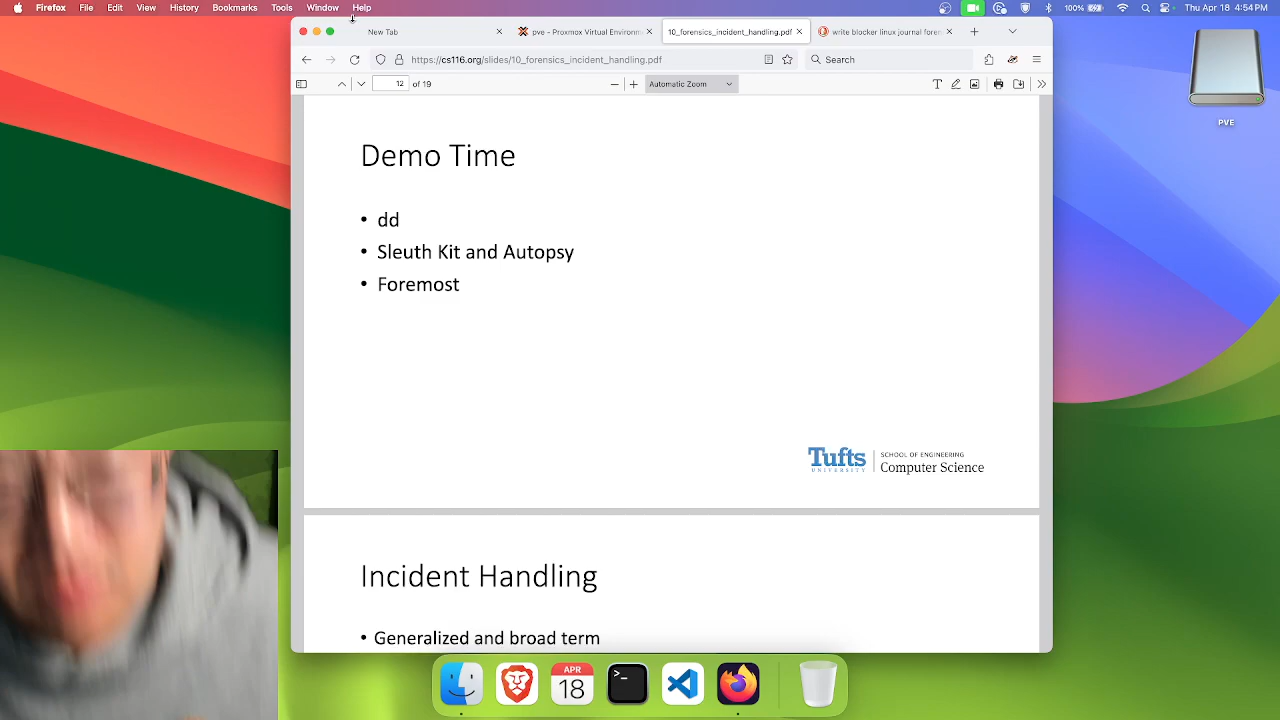 Firefox File Edit View History Bookmarks Tools Window Help
100% Thu Apr 18 4:54 PM
New Tab
pve - Proxmox Virtual Environm
10_forensics_incident_handling.pdf
write blocker linux journal foren
https://cs116.org/slides/10_forensics_incident_handling.pdf
Search
12 of 19
Automatic Zoom
PVE
Demo Time
• dd
• Sleuth Kit and Autopsy
• Foremost
Tufts
UNIVERSITY
SCHOOL OF ENGINEERING
Computer Science
Incident Handling
• Generalized and broad term
APR
18